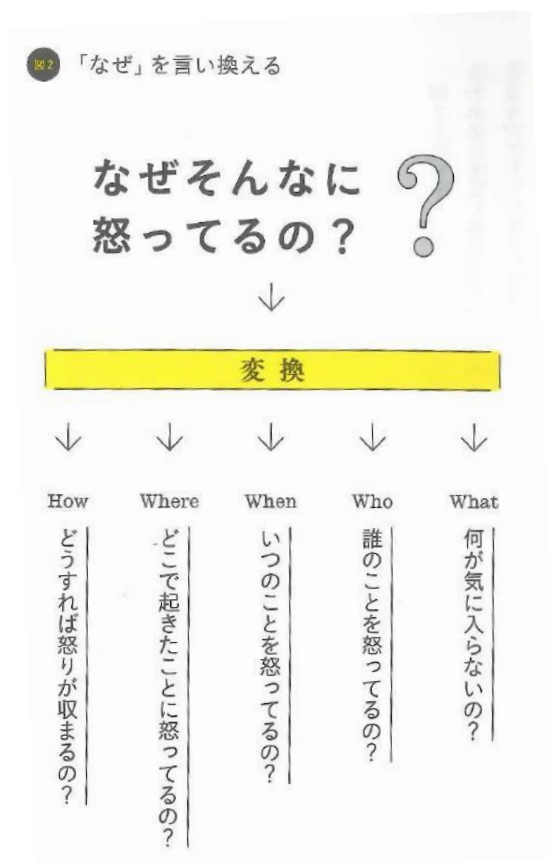 図2 「なぜ」を言い換える
なぜそんなに
怒ってるの？
?
変換
What
何が気に入らないの？
Who
誰のことを怒ってるの？
When
いつのことを怒ってるの？
Where
どこで起きたことに怒ってるの？
How
どうすれば怒りが収まるの？